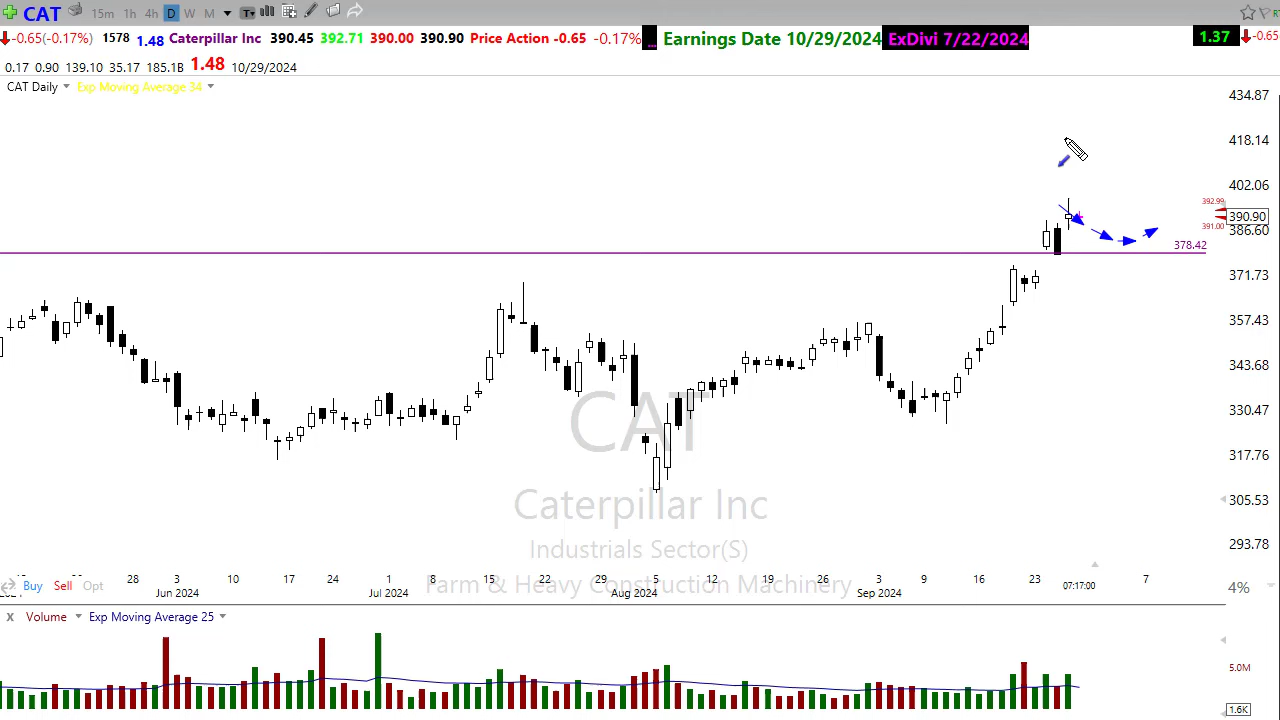 CAT 15m 1h 4h D W M
-0.65(-0.17%) 1578 1.48 Caterpillar Inc 390.45 392.71 390.00 390.90 Price Action -0.65 -0.17% ... Earnings Date 10/29/2024 ExDivi 7/22/2024 1.37 -0.65
0.17 0.90 139.10 35.17 185.1B 1.48 10/29/2024
CAT Daily Exp Moving Average 34
434.87
418.14
402.06
392.99
390.90
391.00
386.60
378.42
371.73
357.43
343.68
330.47
317.76
305.53
293.78
CAT
Caterpillar Inc
Industrials Sector(S)
Farm & Heavy Construction Machinery
Buy Sell Opt
28 3 10 17 24 1 8 15 22 29 5 12 19 26 3 9 16 23 7
Jun 2024 Jul 2024 Aug 2024 Sep 2024 07:17:00
4%
X Volume Exp Moving Average 25
5.0M
1.6K